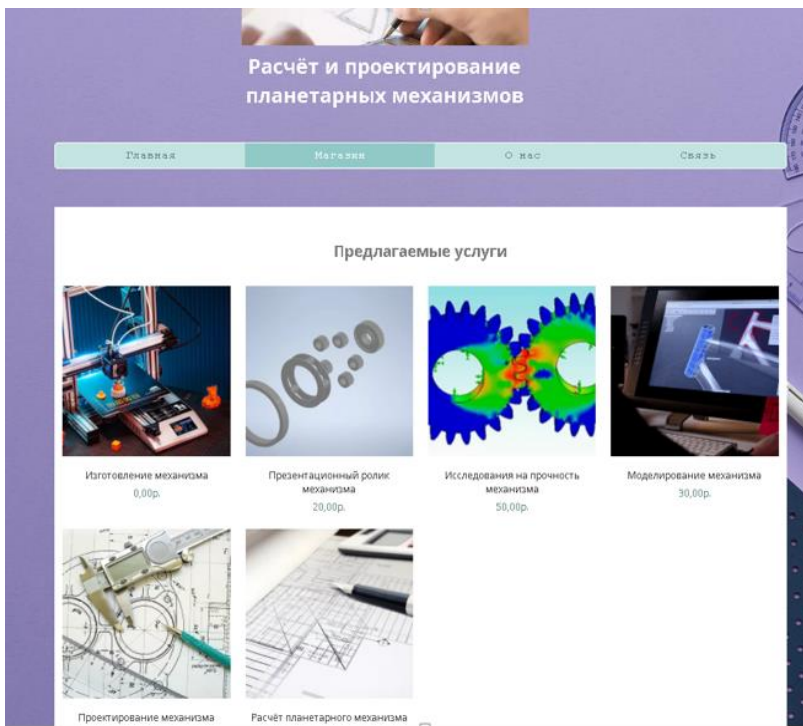 Расчёт и проектирование
планетарных механизмов
Главная
Магазин
О нас
Связь
Предлагаемые услуги
Изготовление механизма
0,00р.
Презентационный ролик
механизма
20,00р.
Исследования на прочность
механизма
50,00р.
Моделирование механизма
30,00р.
Проектирование механизма
Расчёт планетарного механизма